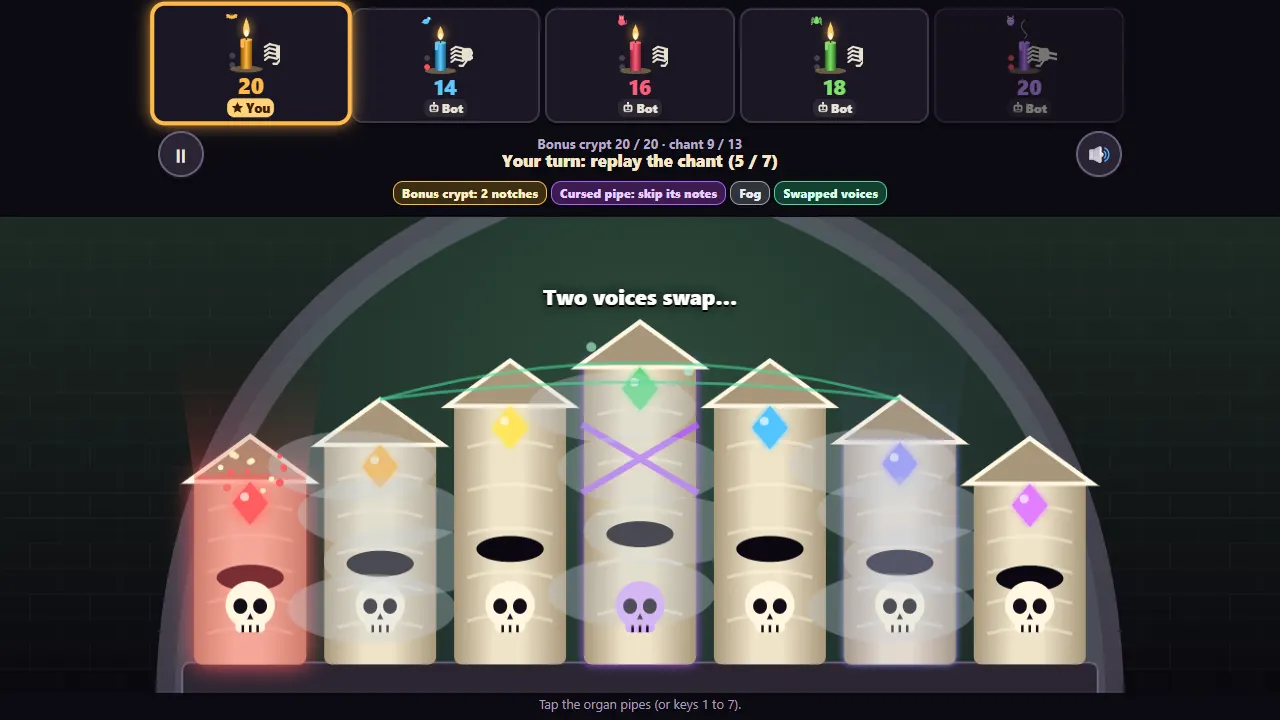 20
You
14
Bot
16
Bot
18
Bot
20
Bot
Bonus crypt 20 / 20 · chant 9 / 13
Your turn: replay the chant (5 / 7)
Bonus crypt: 2 notches
Cursed pipe: skip its notes
Fog
Swapped voices
Two voices swap...
Tap the organ pipes (or keys 1 to 7).